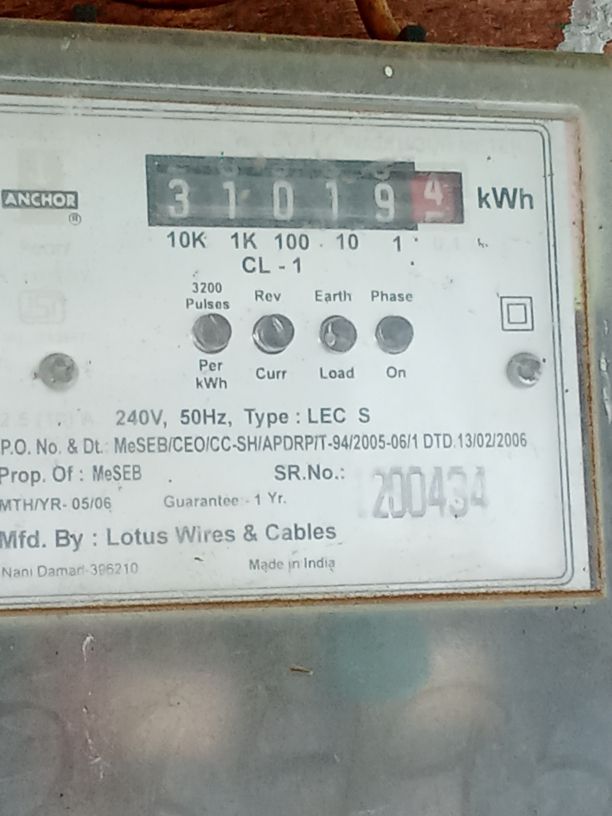 310194 kWh
ANCHOR
®
10K 1K 100 10 1
CL - 1
3200 Pulses Rev Earth Phase
Per kWh Curr Load On
240V, 50Hz, Type : LEC S
P.O. No. & Dt.: MeSEB/CEO/CC-SH/APDRP/T-94/2005-06/1 DTD.13/02/2006
Prop. Of : MeSEB SR.No.:
200434
MTH/YR- 05/06 Guarantee - 1 Yr.
Mfd. By : Lotus Wires & Cables
Nani Daman-396210 Made in India